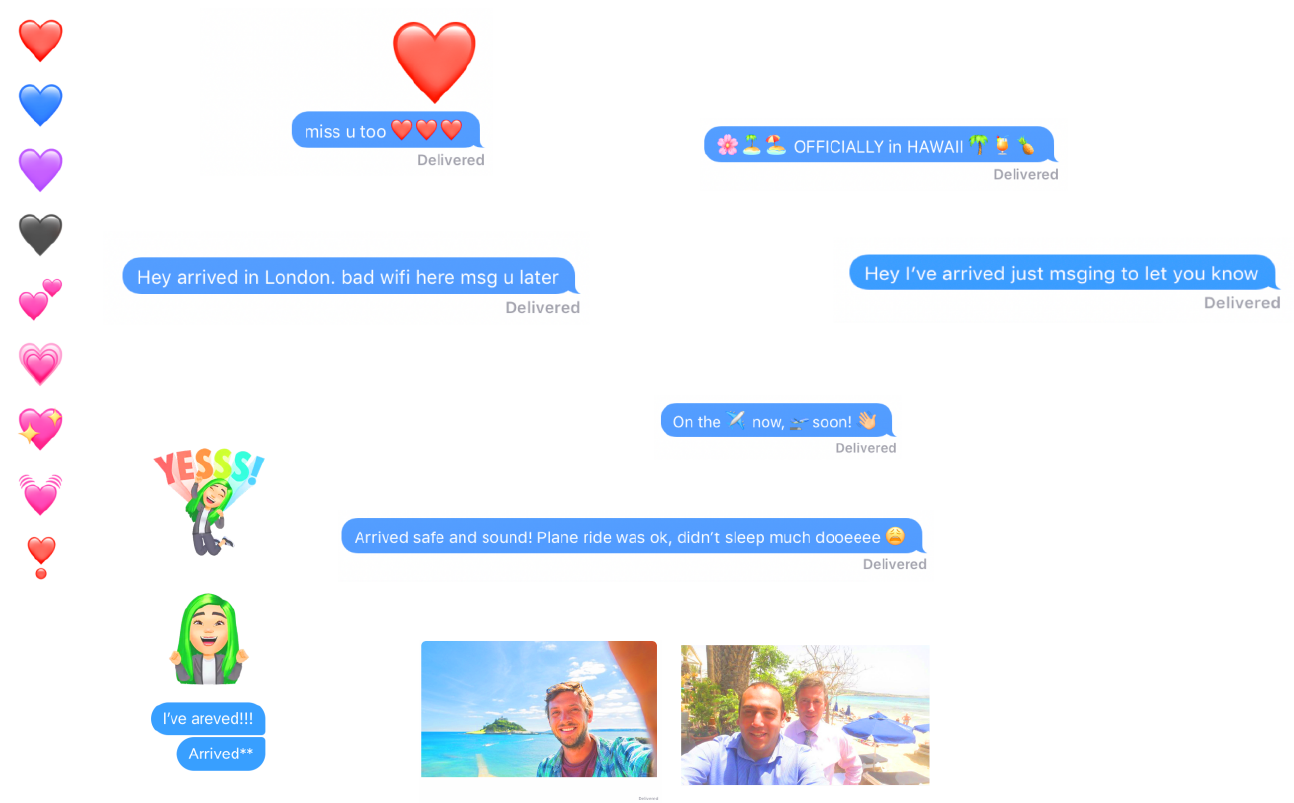 miss u too ❤️❤️❤️
Delivered
🌸🏝️🏖️ OFFICIALLY in HAWAII 🌴🍹🍍
Delivered
Hey arrived in London. bad wifi here msg u later
Delivered
Hey I’ve arrived just msging to let you know
Delivered
On the ✈️ now, 🛫 soon! 👋🏻
Delivered
YESSS!
Arrived safe and sound! Plane ride was ok, didn’t sleep much dooeeee 😩
Delivered
I’ve areved!!!
Arrived**
Delivered